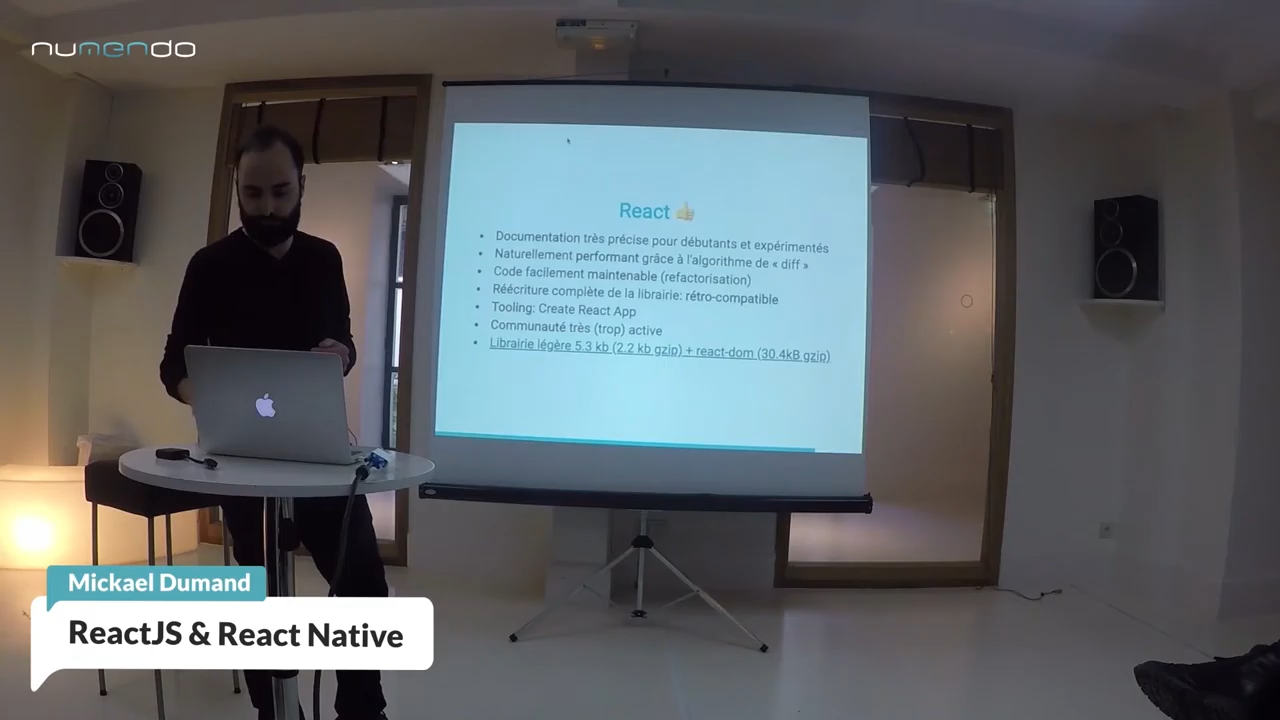 numendo
React 👍
• Documentation très précise pour débutants et expérimentés
• Naturellement performant grâce à l'algorithme de « diff »
• Code facilement maintenable (refactorisation)
• Réécriture complète de la librairie: rétro-compatible
• Tooling: Create React App
• Communauté très (trop) active
• Librairie légère 5.3 kb (2.2 kb gzip) + react-dom (30.4kB gzip)
Mickael Dumand
ReactJS & React Native